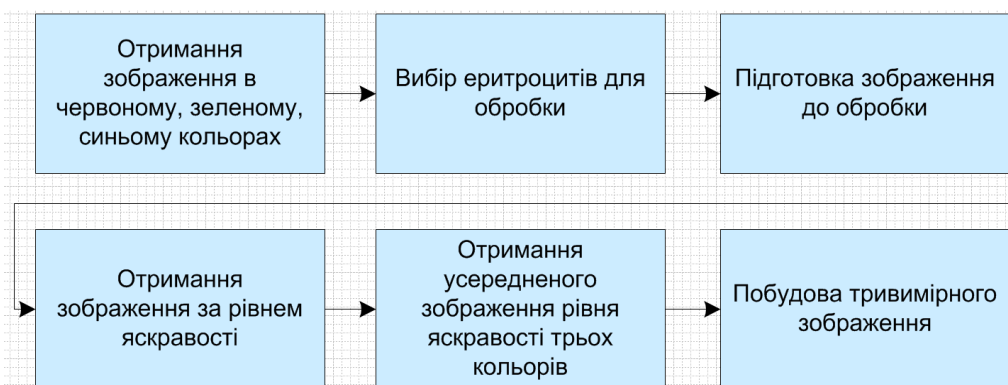 Отримання
зображення в
червоному, зеленому,
синьому кольорах
Вибір еритроцитів для
обробки
Підготовка зображення
до обробки
Отримання
зображення за рівнем
яскравості
Отримання
усередненого
зображення рівня
яскравості трьох
кольорів
Побудова тривимірного
зображення